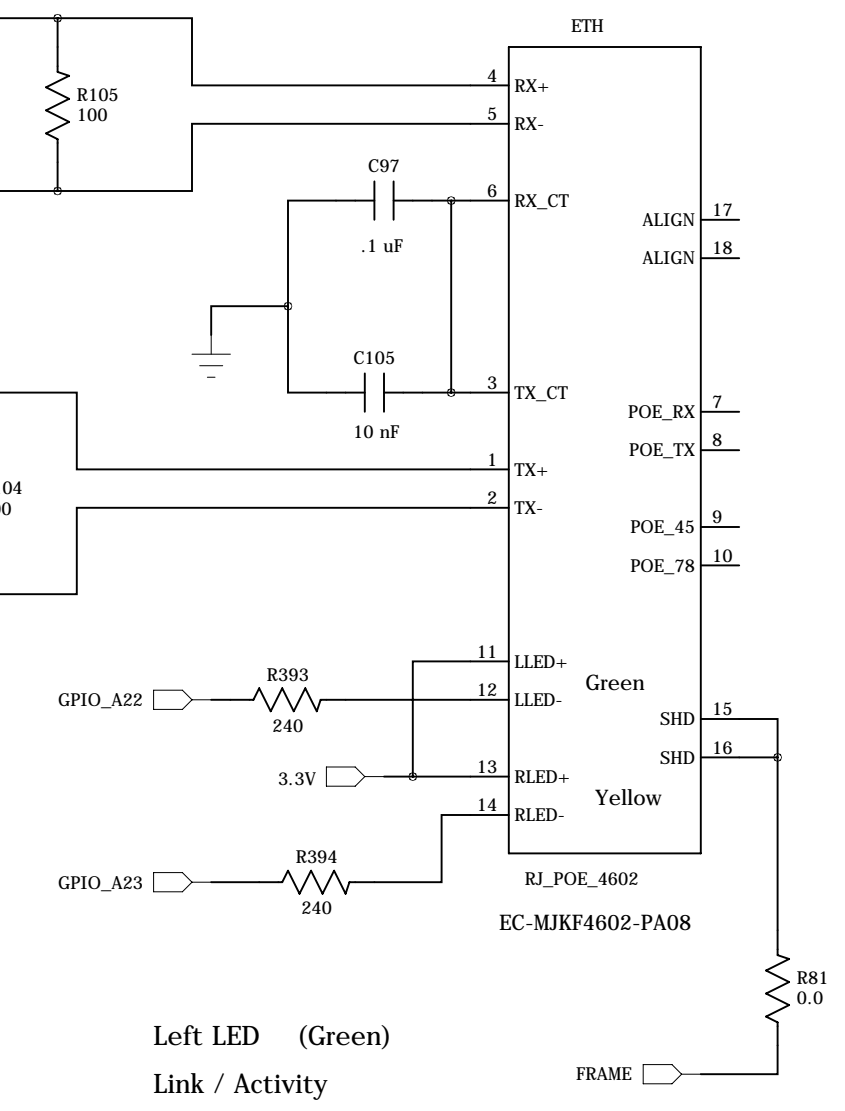 ETH
4
RX+
R105
100
5
RX-
C97
6
RX_CT
.1 uF
ALIGN
17
ALIGN
18
C105
3
TX_CT
10 nF
POE_RX
7
POE_TX
8
1
TX+
04
2
TX-
POE_45
9
POE_78
10
11
LLED+
R393
Green
GPIO_A22
12
LLED-
240
SHD
15
SHD
16
3.3V
13
RLED+
Yellow
14
RLED-
R394
GPIO_A23
240
RJ_POE_4602
EC-MJKF4602-PA08
R81
0.0
Left LED (Green)
Link / Activity
FRAME